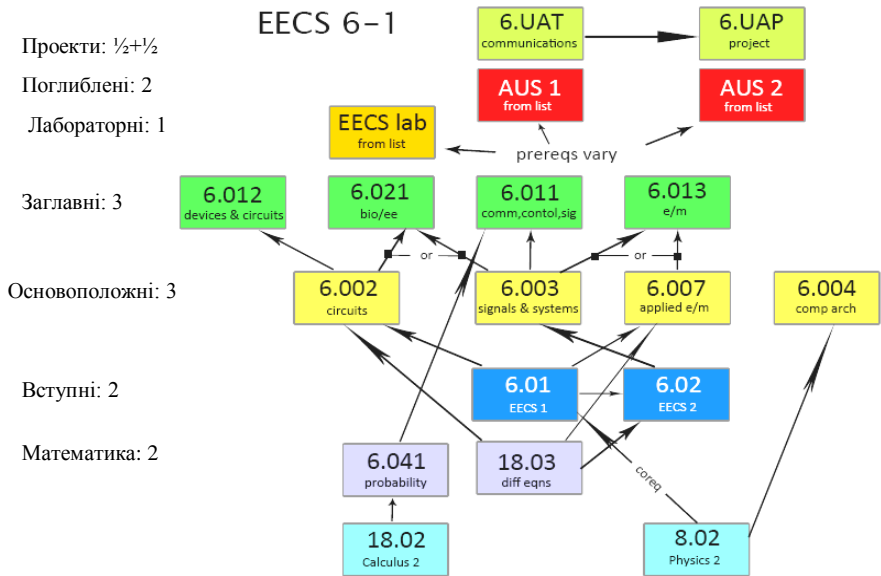 EECS 6-1
Проекти: ½+½
6.UAT
communications
6.UAP
project
Поглиблені: 2
AUS 1
from list
AUS 2
from list
Лабораторні: 1
EECS lab
from list
prereqs vary
Заглавні: 3
6.012
devices & circuits
6.021
bio/ee
6.011
comm,contol,sig
6.013
e/m
or
or
Основоположні: 3
6.002
circuits
6.003
signals & systems
6.007
applied e/m
6.004
comp arch
Вступні: 2
6.01
EECS 1
6.02
EECS 2
Математика: 2
6.041
probability
18.03
diff eqns
coreq
18.02
Calculus 2
8.02
Physics 2